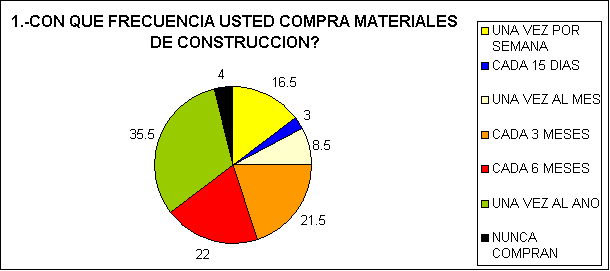 1.-CON QUE FRECUENCIA USTED COMPRA MATERIALES
DE CONSTRUCCION?
4
16.5
3
8.5
21.5
22
35.5
UNA VEZ POR
SEMANA
CADA 15 DIAS
UNA VEZ AL MES
CADA 3 MESES
CADA 6 MESES
UNA VEZ AL ANO
NUNCA
COMPRAN